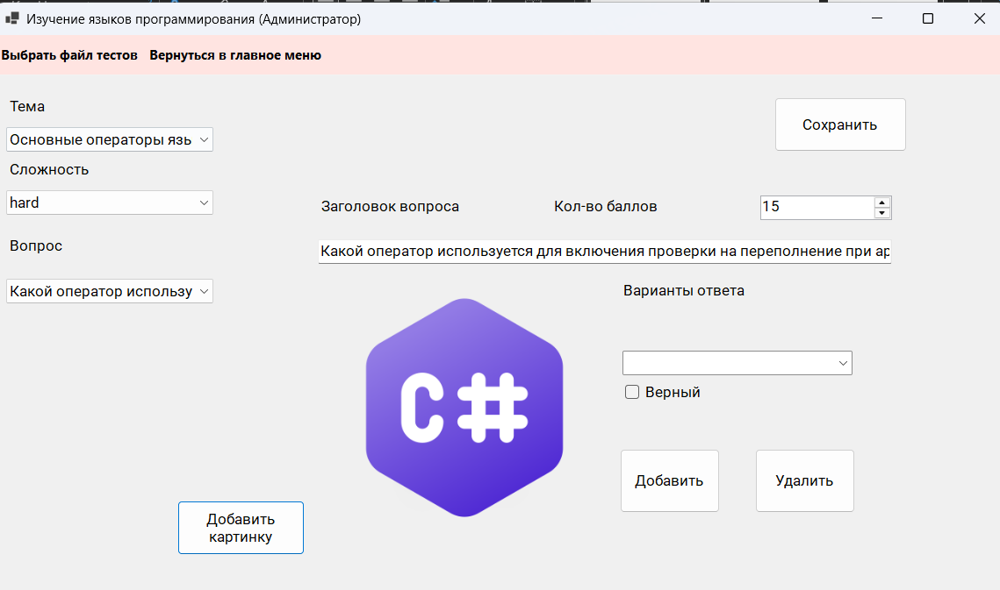 Изучение языков программирования (Администратор)
Выбрать файл тестов Вернуться в главное меню
Тема
Сохранить
Основные операторы язь
Сложность
hard
Заголовок вопроса Кол-во баллов 15
Вопрос
Какой оператор используется для включения проверки на переполнение при ар
Какой оператор использу
Варианты ответа
C#
Верный
Добавить Удалить
Добавить
картинку